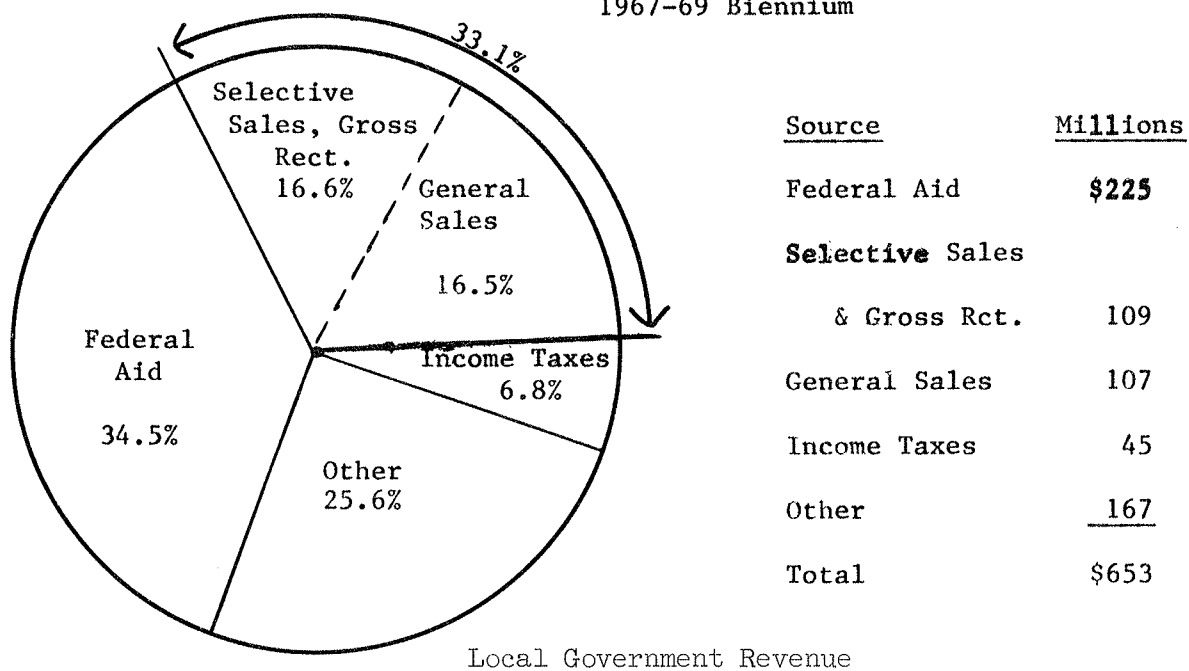 1967-69 Biennium
33.1%
Selective
Sales, Gross
Rect.
16.6%
General
Sales
16.5%
Income Taxes
6.8%
Federal
Aid
34.5%
Other
25.6%
Source Millions
Federal Aid $225
Selective Sales
& Gross Rct. 109
General Sales 107
Income Taxes 45
Other 167
Total $653
Local Government Revenue